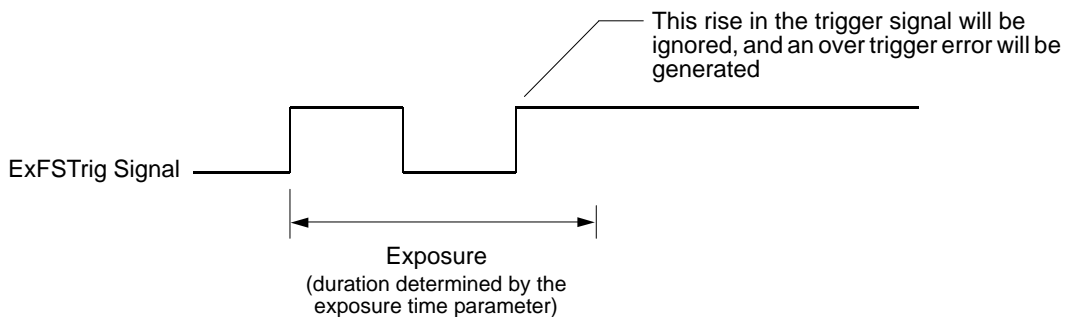 This rise in the trigger signal will be
ignored, and an over trigger error will be
generated
ExFSTrig Signal
Exposure
(duration determined by the
exposure time parameter)